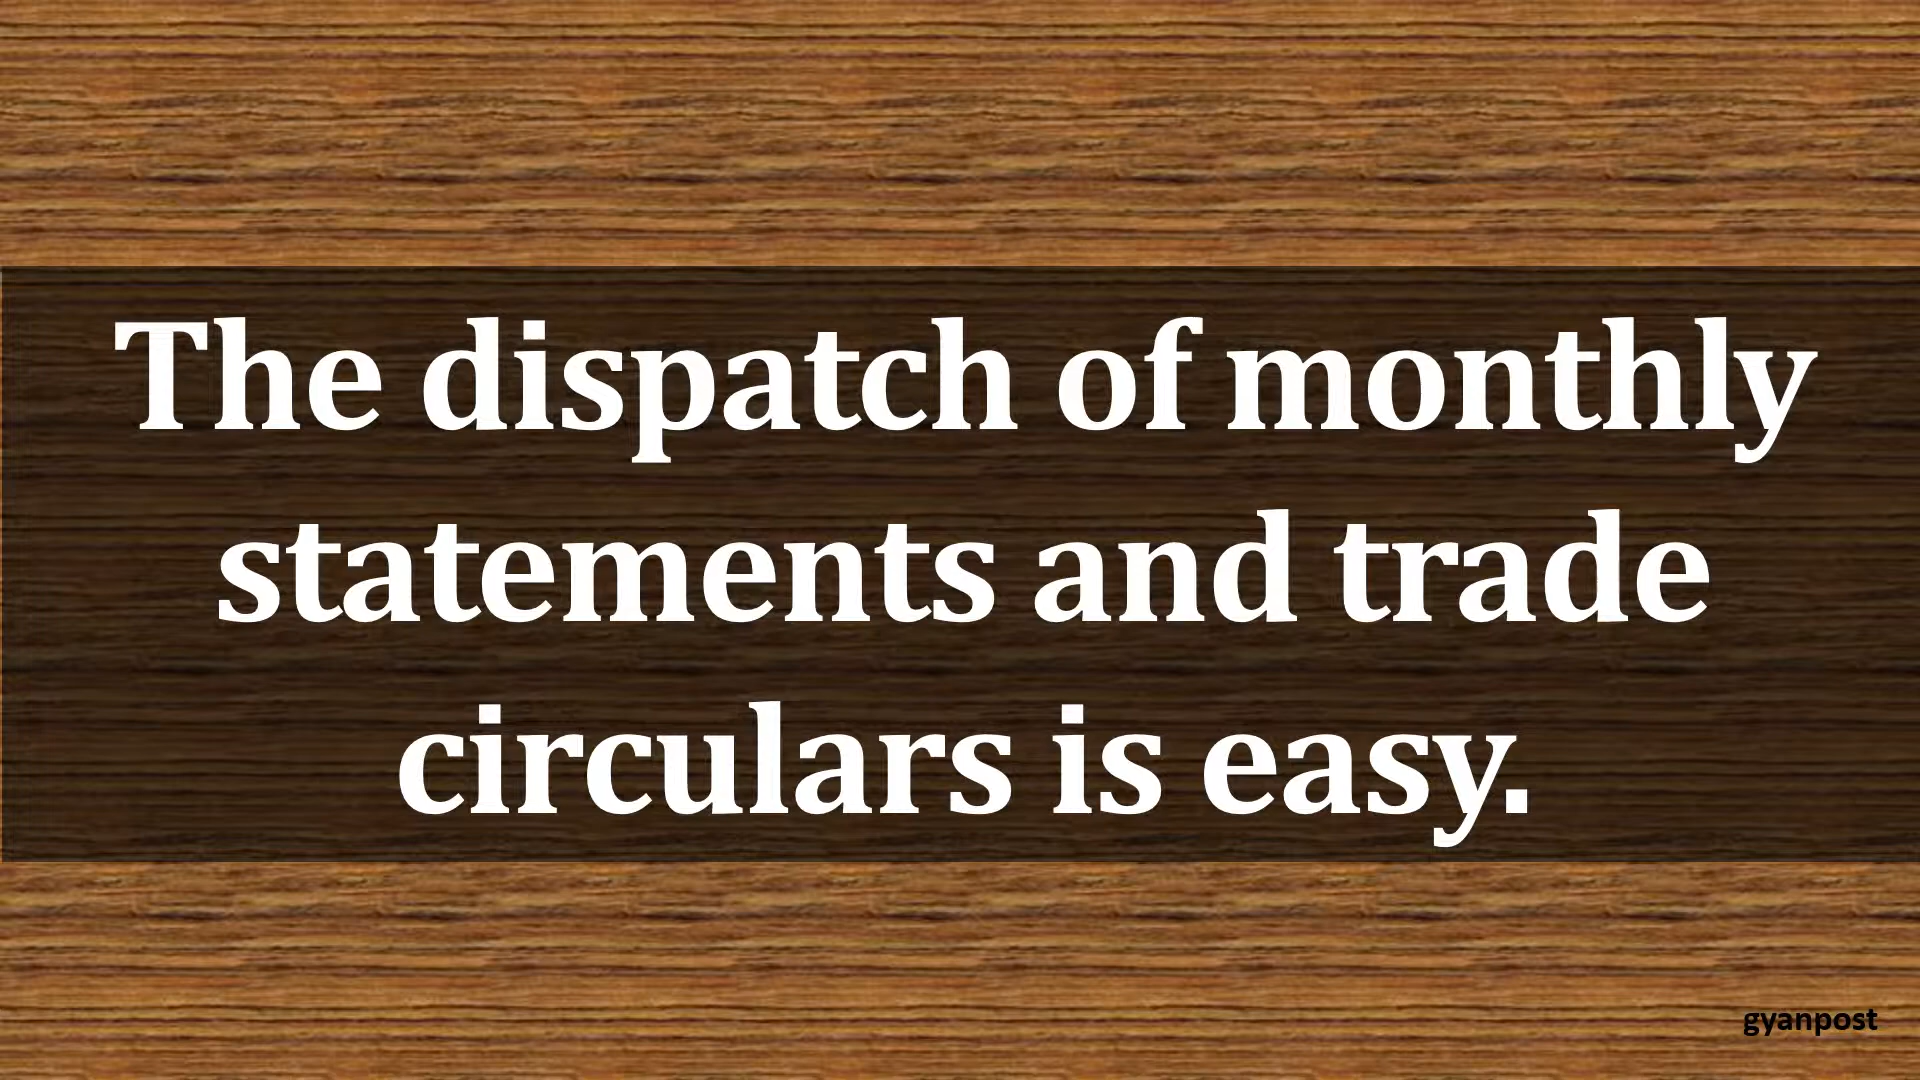 The dispatch of monthly
statements and trade
circulars is easy.
gyanpost